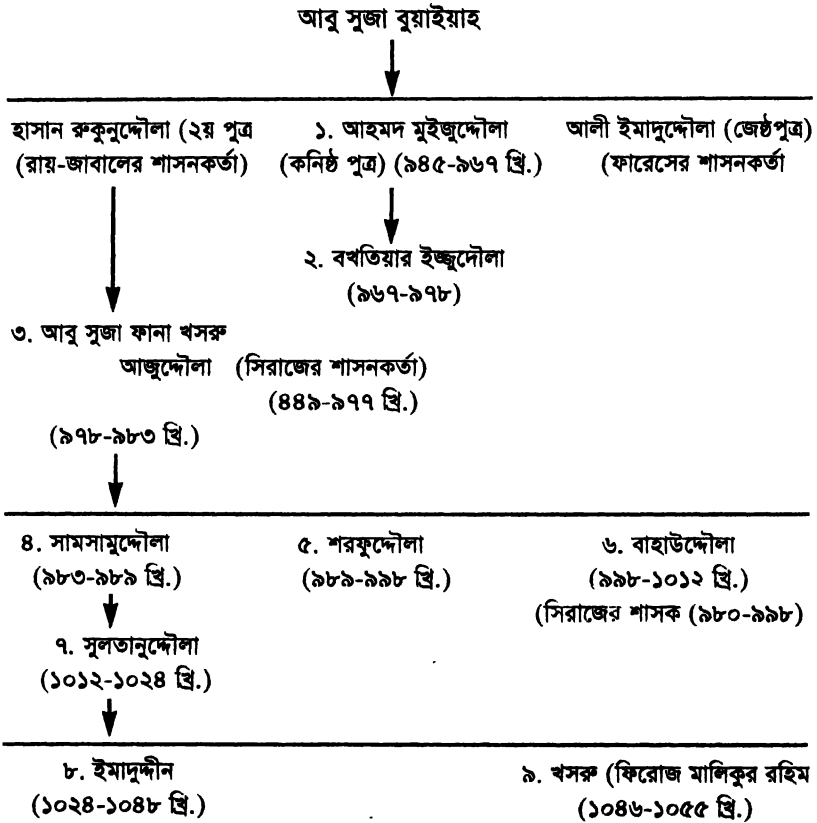 আবু সুজা বুয়াইয়াহ
হাসান রুকুনুদ্দৌলা (২য় পুত্র
(রায়-জাবালের শাসনকর্তা)
১. আহমদ মুইজুদ্দৌলা
(কনিষ্ঠ পুত্র) (৯৪৫-৯৬৭ খ্রি.)
আলী ইমাদুদ্দৌলা (জেষ্ঠপুত্র)
(ফারেসের শাসনকর্তা
২. বখতিয়ার ইজ্জুদৌলা
(৯৬৭-৯৭৮)
৩. আবু সুজা ফানা খসরু
আজুদ্দৌলা (সিরাজের শাসনকর্তা)
(৪৪৯-৯৭৭ খ্রি.)
(৯৭৮-৯৮৩ খ্রি.)
৪. সামসামুদ্দৌলা
(৯৮৩-৯৮৯ খ্রি.)
৫. শরফুদ্দৌলা
(৯৮৯-৯৯৮ খ্রি.)
৬. বাহাউদ্দৌলা
(৯৯৮-১০১২ খ্রি.)
(সিরাজের শাসক (৯৮০-৯৯৮)
৭. সুলতানুদ্দৌলা
(১০১২-১০২৪ খ্রি.)
৮. ইমাদুদ্দীন
(১০২৪-১০৪৮ খ্রি.)
৯. খসরু (ফিরোজ মালিকুর রহিম
(১০৪৬-১০৫৫ খ্রি.)